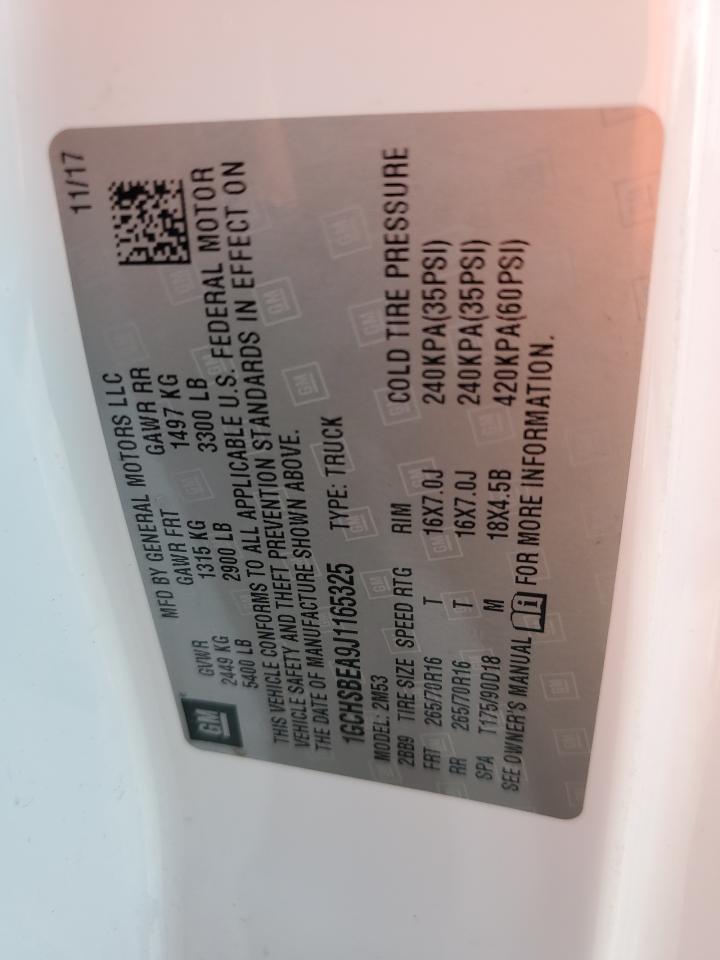 11/17
MFD BY GENERAL MOTORS LLC
GM
GVWR GAWR FRT GAWR RR
2449 KG 1315 KG 1497 KG
5400 LB 2900 LB 3300 LB
THIS VEHICLE CONFORMS TO ALL APPLICABLE U.S. FEDERAL MOTOR
VEHICLE SAFETY AND THEFT PREVENTION STANDARDS IN EFFECT ON
THE DATE OF MANUFACTURE SHOWN ABOVE.
1GCHSBEA9J1165325 TYPE: TRUCK
MODEL: 2M53
2BB9 TIRE SIZE SPEED RTG RIM COLD TIRE PRESSURE
FRT 265/70R16 T 16X7.0J 240KPA(35PSI)
RR 265/70R16 T 16X7.0J 240KPA(35PSI)
SPA T175/90D18 M 18X4.5B 420KPA(60PSI)
SEE OWNER'S MANUAL i FOR MORE INFORMATION.